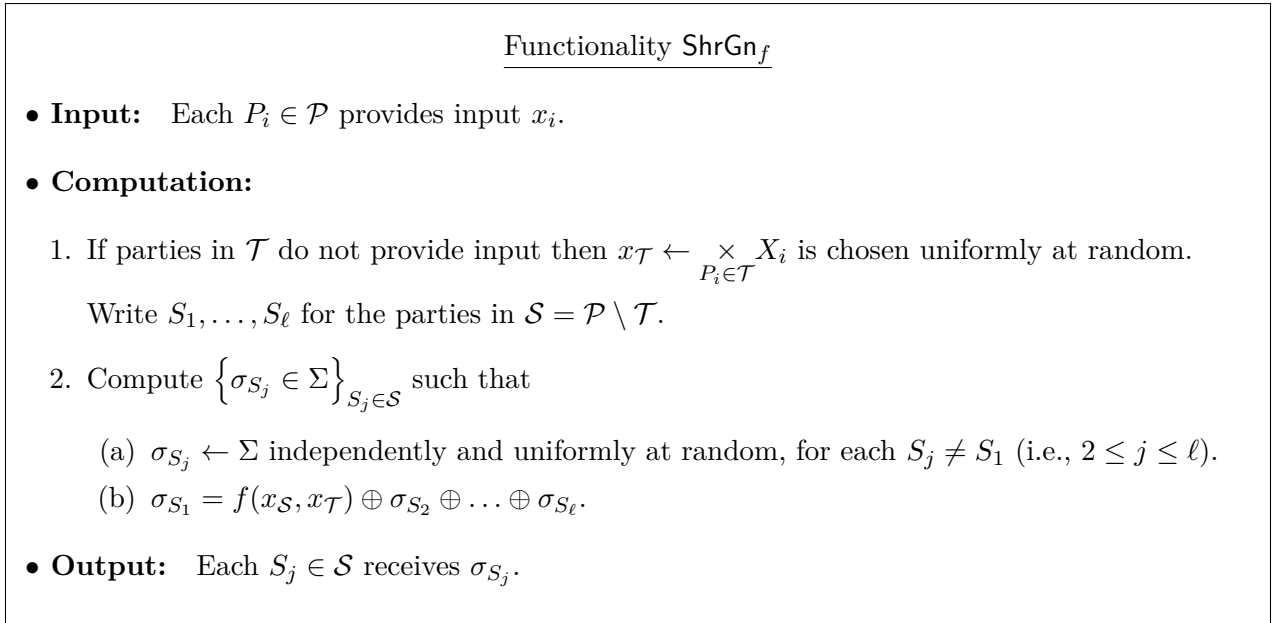 Functionality ShrGn_f
• Input: Each P_i ∈ 𝒫 provides input x_i.
• Computation:
1. If parties in 𝒯 do not provide input then x_𝒯 ← ×_{P_i∈𝒯} X_i is chosen uniformly at random.
Write S_1, . . . , S_ℓ for the parties in 𝒮 = 𝒫 \ 𝒯.
2. Compute {σ_{S_j} ∈ Σ}_{S_j∈𝒮} such that
(a) σ_{S_j} ← Σ independently and uniformly at random, for each S_j ≠ S_1 (i.e., 2 ≤ j ≤ ℓ).
(b) σ_{S_1} = f(x_𝒮, x_𝒯) ⊕ σ_{S_2} ⊕ . . . ⊕ σ_{S_ℓ}.
• Output: Each S_j ∈ 𝒮 receives σ_{S_j}.